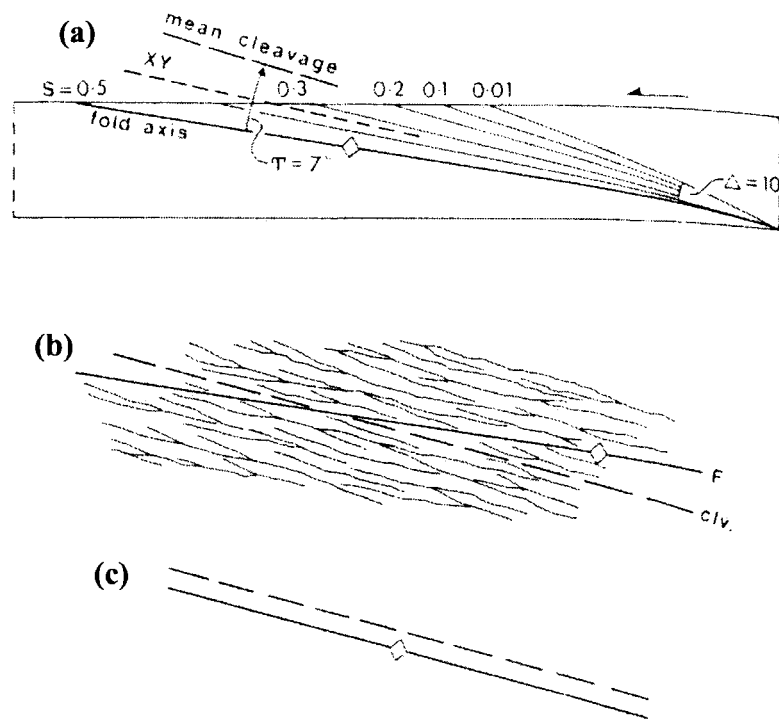 (a)
mean cleavage
XY
S = 0·5
0·3
0·2
0·1
0·01
fold axis
T = 7°
△ = 10
(b)
F
clv.
(c)